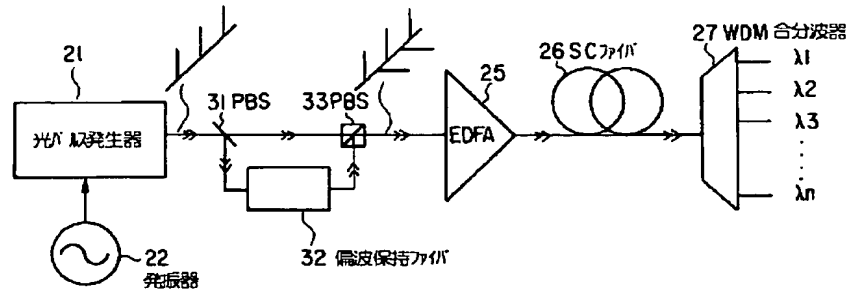 21
光パルス発生器
22
発振器
31 PBS
33PBS
32 偏波保持ファイバ
25
EDFA
26 SCファイバ
27 WDM 合分波器
λ1
λ2
λ3
λn